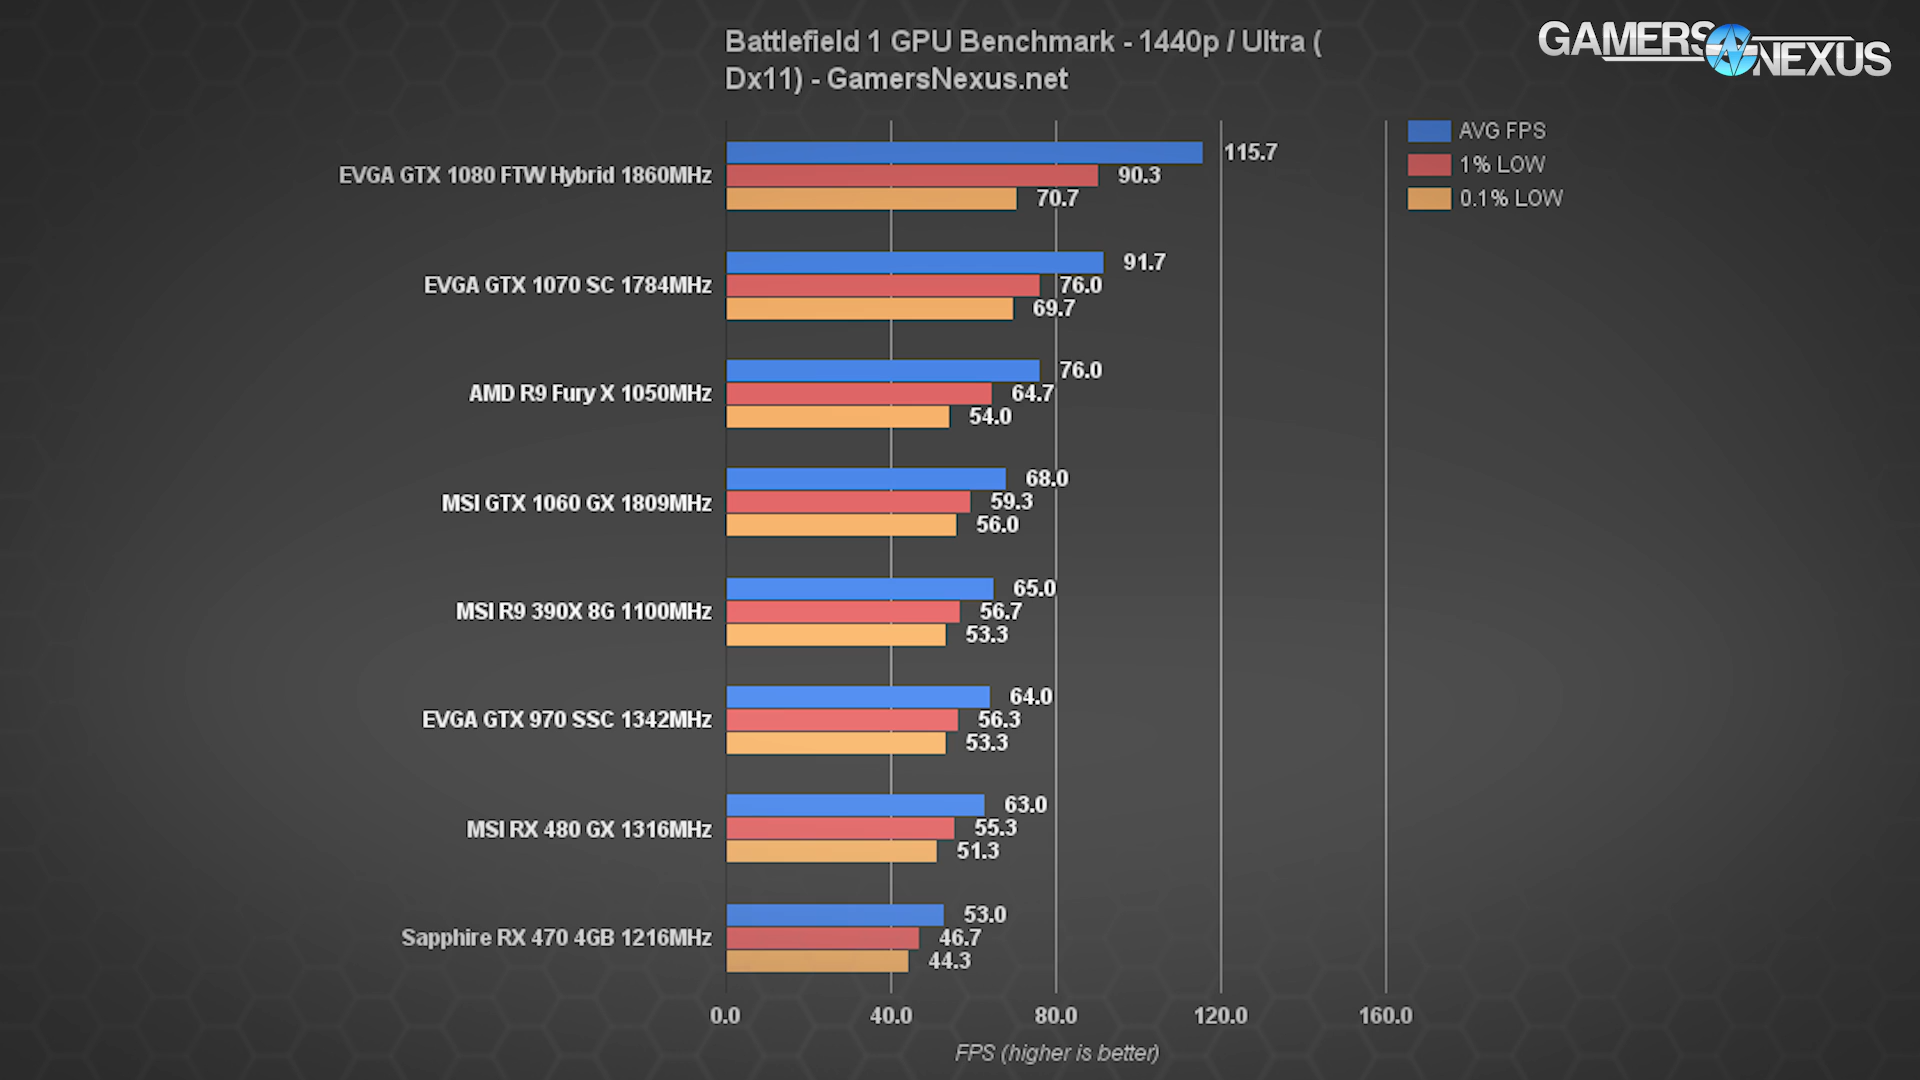 Battlefield 1 GPU Benchmark - 1440p / Ultra (
Dx11) - GamersNexus.net
GAMERS NEXUS
AVG FPS
1% LOW
0.1% LOW
EVGA GTX 1080 FTW Hybrid 1860MHz
115.7
90.3
70.7
EVGA GTX 1070 SC 1784MHz
91.7
76.0
69.7
AMD R9 Fury X 1050MHz
76.0
64.7
54.0
MSI GTX 1060 GX 1809MHz
68.0
59.3
56.0
MSI R9 390X 8G 1100MHz
65.0
56.7
53.3
EVGA GTX 970 SSC 1342MHz
64.0
56.3
53.3
MSI RX 480 GX 1316MHz
63.0
55.3
51.3
Sapphire RX 470 4GB 1216MHz
53.0
46.7
44.3
0.0 40.0 80.0 120.0 160.0
FPS (higher is better)